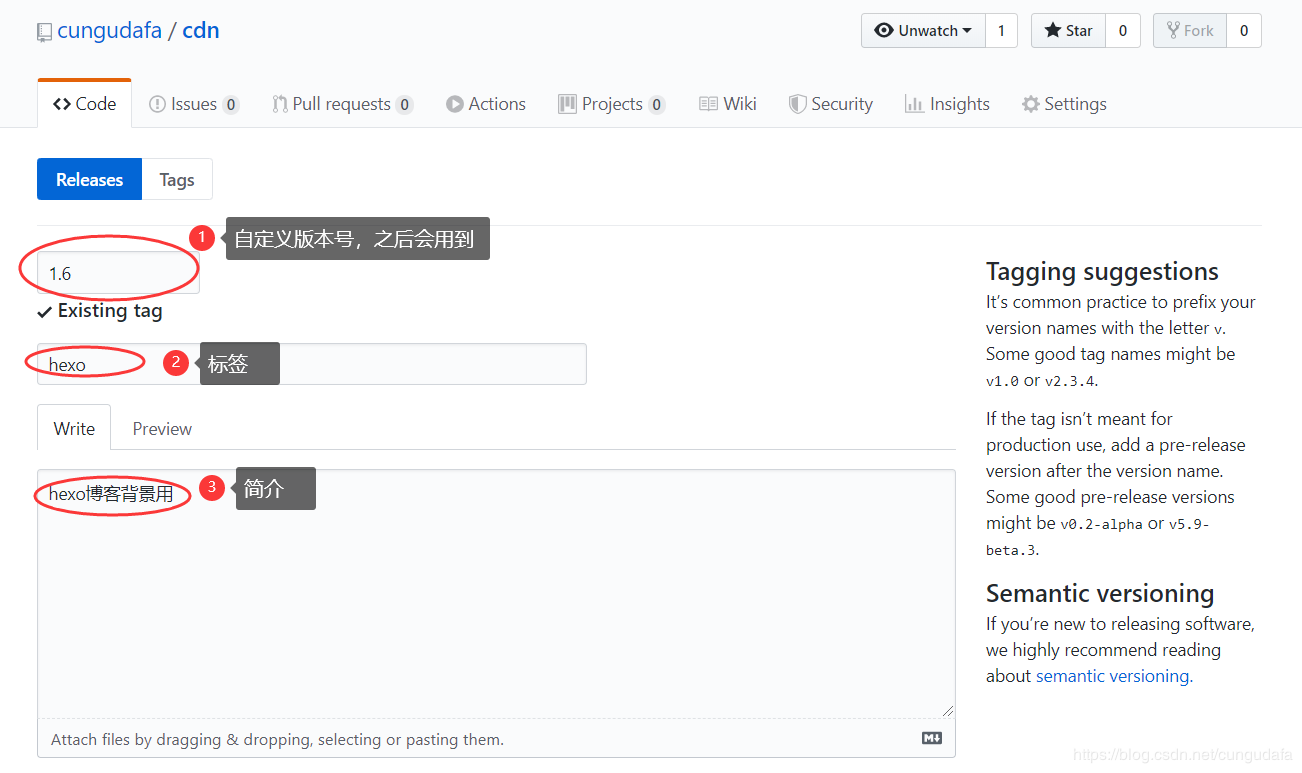 cungudafa / cdn
Unwatch 1 Star 0 Fork 0
Code Issues 0 Pull requests 0 Actions Projects 0 Wiki Security Insights Settings
Releases Tags
1 自定义版本号，之后会用到
1.6
Existing tag
hexo 2 标签
Write Preview
hexo博客背景用 3 简介
Attach files by dragging & dropping, selecting or pasting them.
Tagging suggestions
It’s common practice to prefix your
version names with the letter v.
Some good tag names might be
v1.0 or v2.3.4.
If the tag isn’t meant for
production use, add a pre-release
version after the version name.
Some good pre-release versions
might be v0.2-alpha or v5.9-
beta.3.
Semantic versioning
If you’re new to releasing software,
we highly recommend reading
about semantic versioning.
https://blog.csdn.net/cungudafa